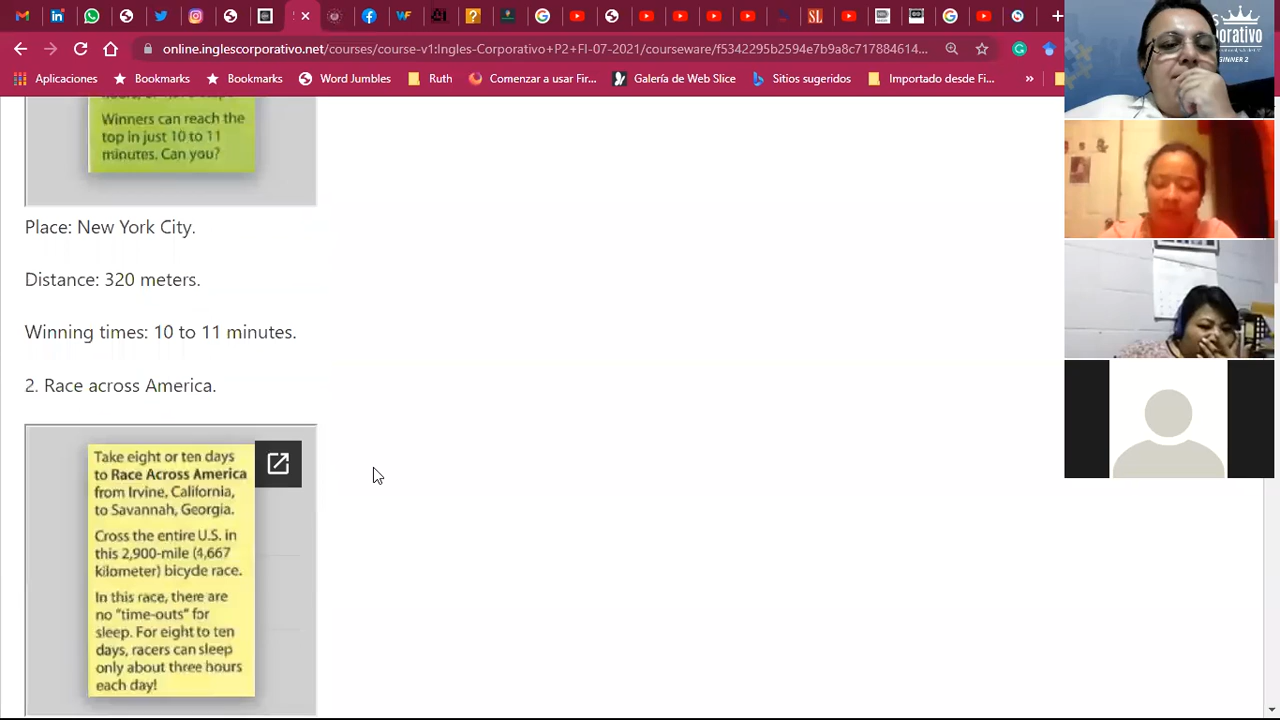 online.inglescorporativo.net/courses/course-v1:Ingles-Corporativo+P2+FI-07-2021/courseware/f5342295b2594e7b9a8c717884614...
Aplicaciones Bookmarks Bookmarks Word Jumbles Ruth Comenzar a usar Fir... Galería de Web Slice Sitios sugeridos Importado desde Fi... »
Winners can reach the
top in just 10 to 11
minutes. Can you?
Place: New York City.
Distance: 320 meters.
Winning times: 10 to 11 minutes.
2. Race across America.
Take eight or ten days
to Race Across America
from Irvine, California,
to Savannah, Georgia.
Cross the entire U.S. in
this 2,900-mile (4,667
kilometer) bicycle race.
In this race, there are
no "time-outs" for
sleep. For eight to ten
days, racers can sleep
only about three hours
each day!